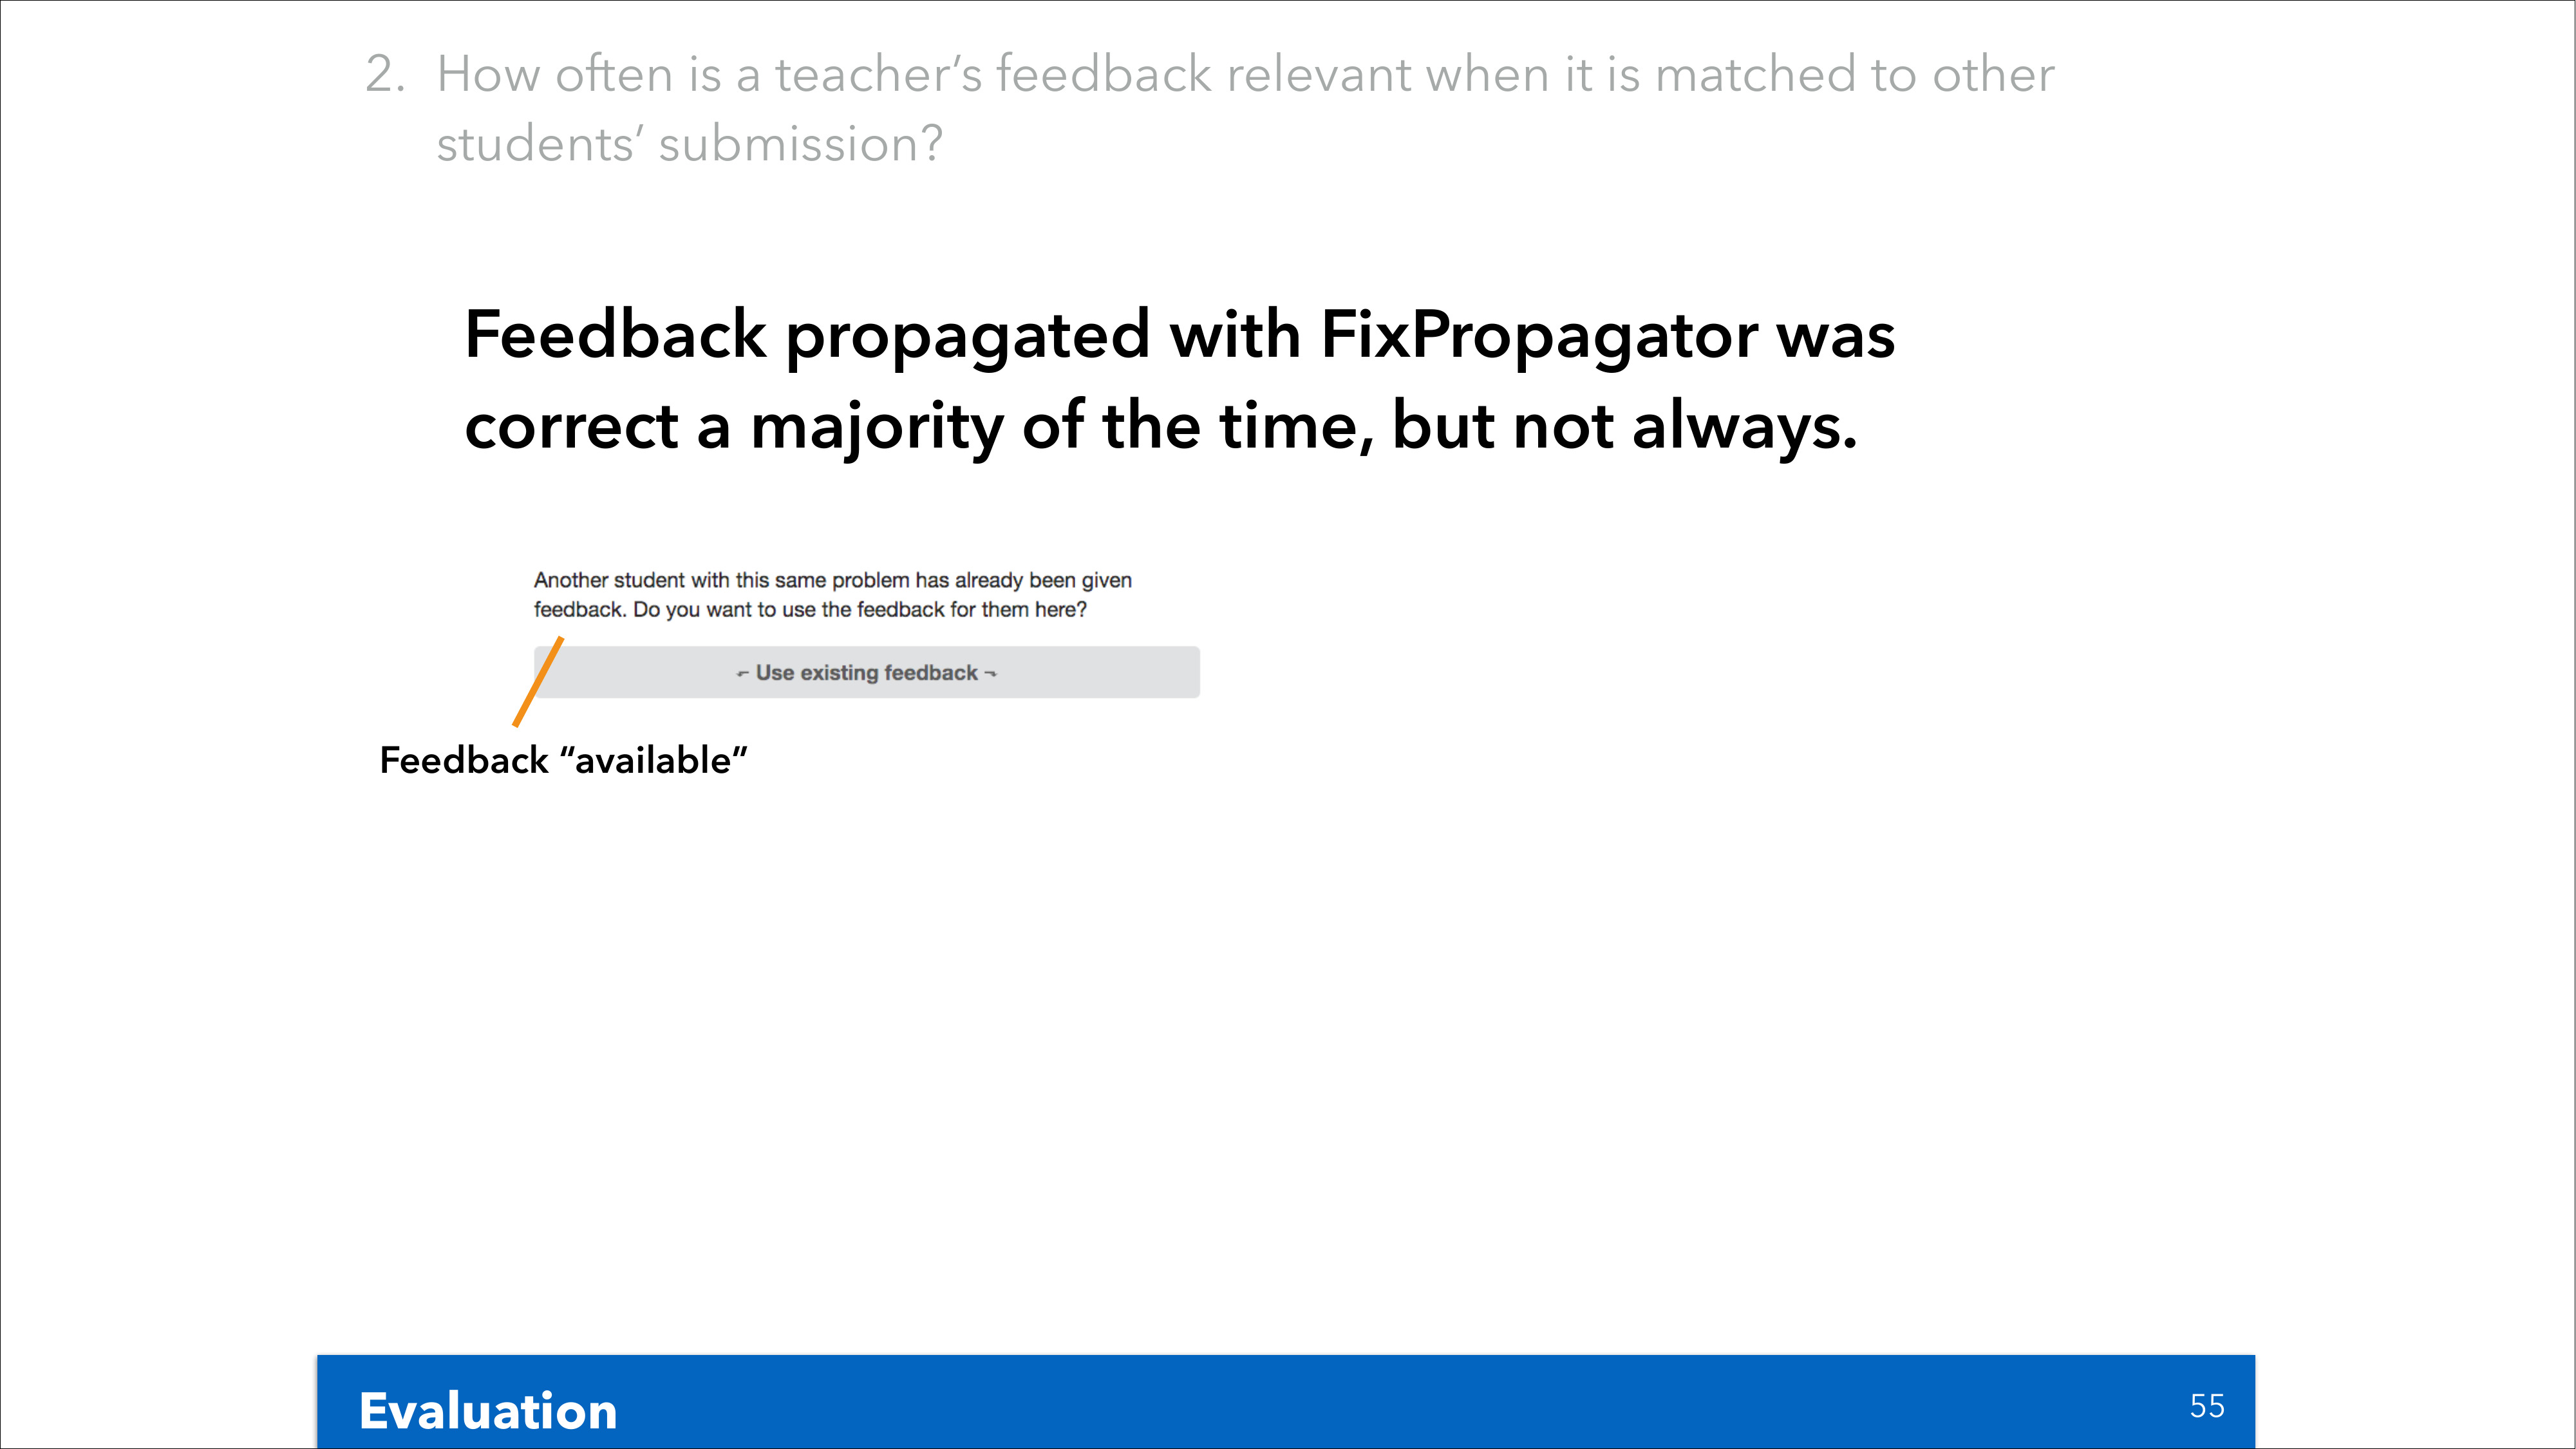 2. How often is a teacher’s feedback relevant when it is matched to other
students’ submission?
Feedback propagated with FixPropagator was
correct a majority of the time, but not always.
Another student with this same problem has already been given
feedback. Do you want to use the feedback for them here?
⬐ Use existing feedback ⬎
Feedback “available”
Evaluation
55